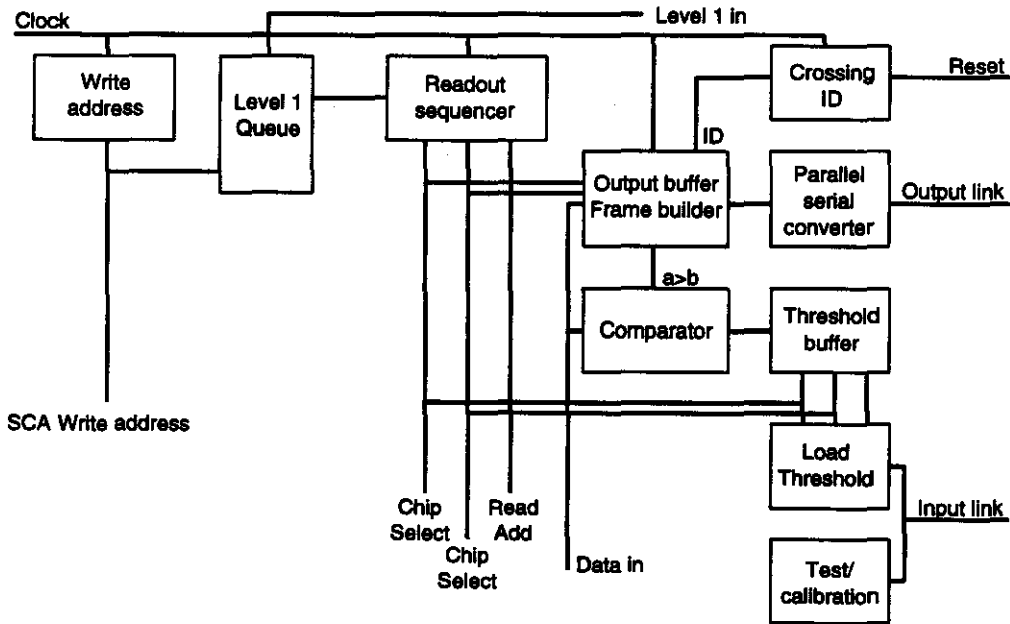 Clock
Level 1 in
Write
address
Level 1
Queue
Readout
sequencer
Crossing
ID
Reset
ID
Output buffer
Frame builder
Parallel
serial
converter
Output link
a>b
Comparator
Threshold
buffer
SCA Write address
Load
Threshold
Chip
Select
Read
Add
Input link
Chip
Select
Data in
Test/
calibration